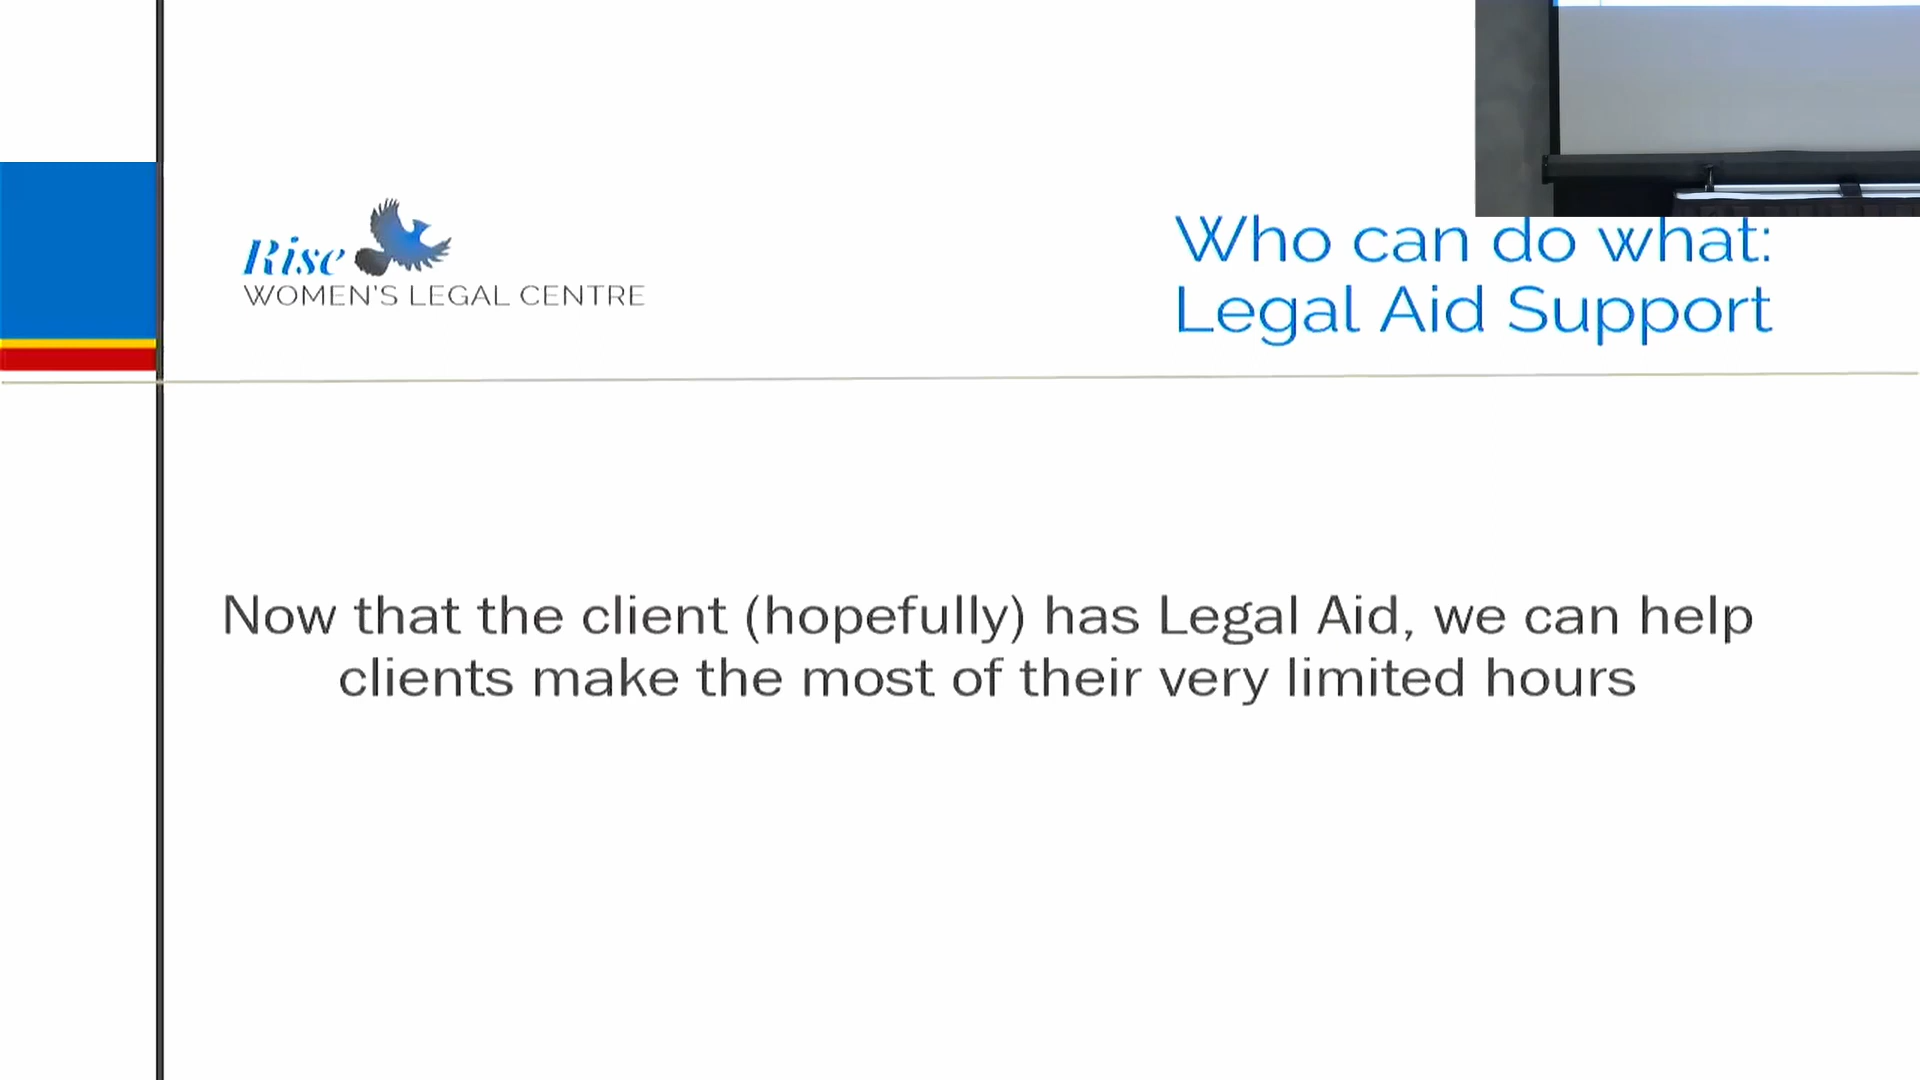 Rise
WOMEN'S LEGAL CENTRE
Who can do what:
Legal Aid Support
Now that the client (hopefully) has Legal Aid, we can help
clients make the most of their very limited hours